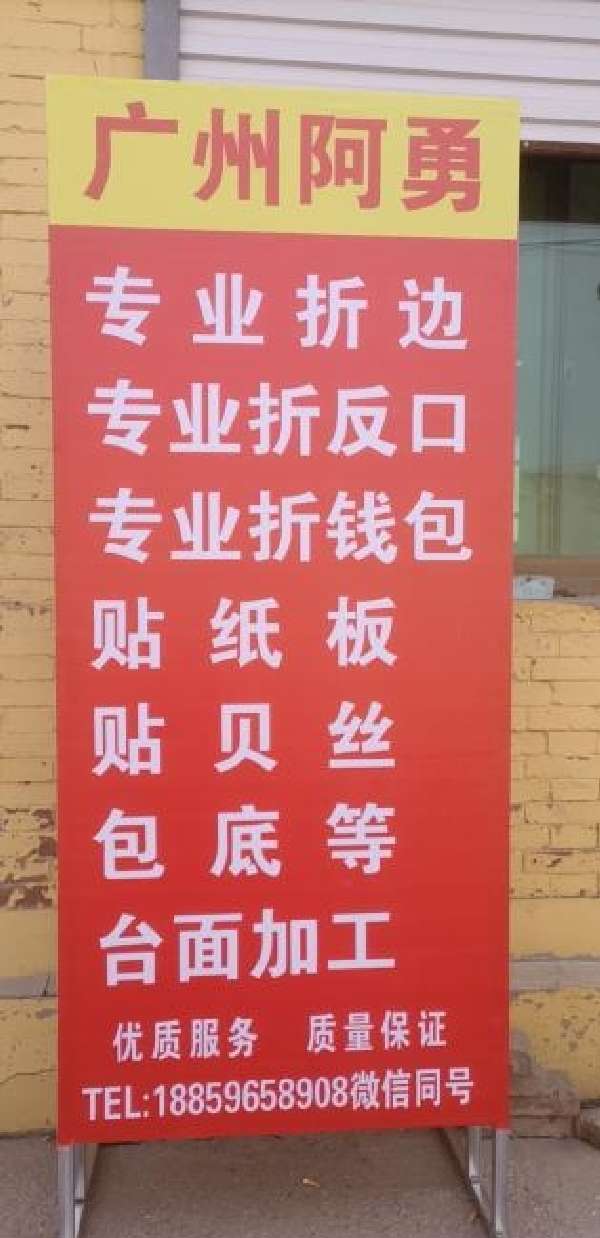 广州阿勇
专业折边
专业折反口
专业折钱包
贴纸板
贴贝丝
包底等
台面加工
优质服务 质量保证
TEL:18859658908微信同号